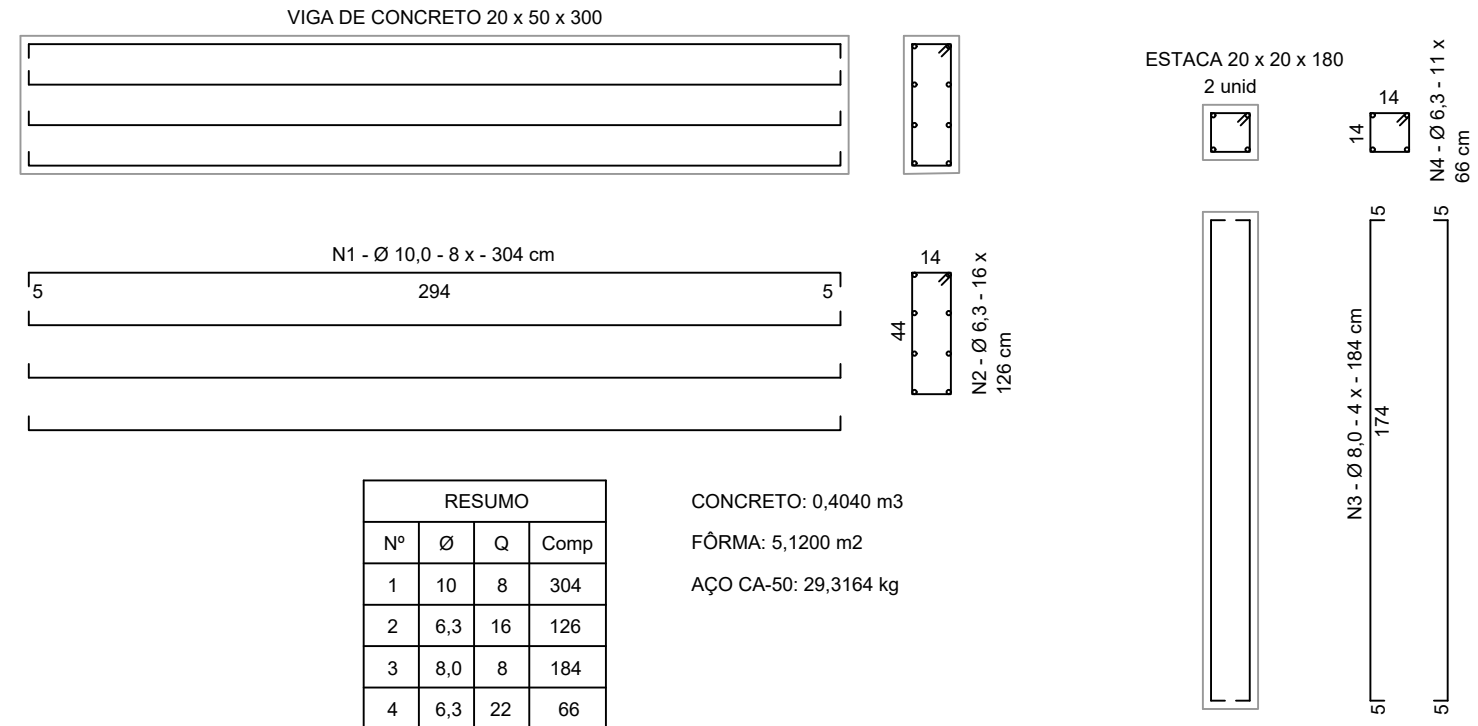 VIGA DE CONCRETO 20 x 50 x 300
ESTACA 20 x 20 x 180
2 unid
14
14
N4 - Ø 6,3 - 11 x
66 cm
N1 - Ø 10,0 - 8 x - 304 cm
5
294
5
14
44
N2 - Ø 6,3 - 16 x
126 cm
5
5
N3 - Ø 8,0 - 4 x - 184 cm
174
5
5
RESUMO
Nº Ø Q Comp
1 10 8 304
2 6,3 16 126
3 8,0 8 184
4 6,3 22 66
CONCRETO: 0,4040 m3
FÔRMA: 5,1200 m2
AÇO CA-50: 29,3164 kg